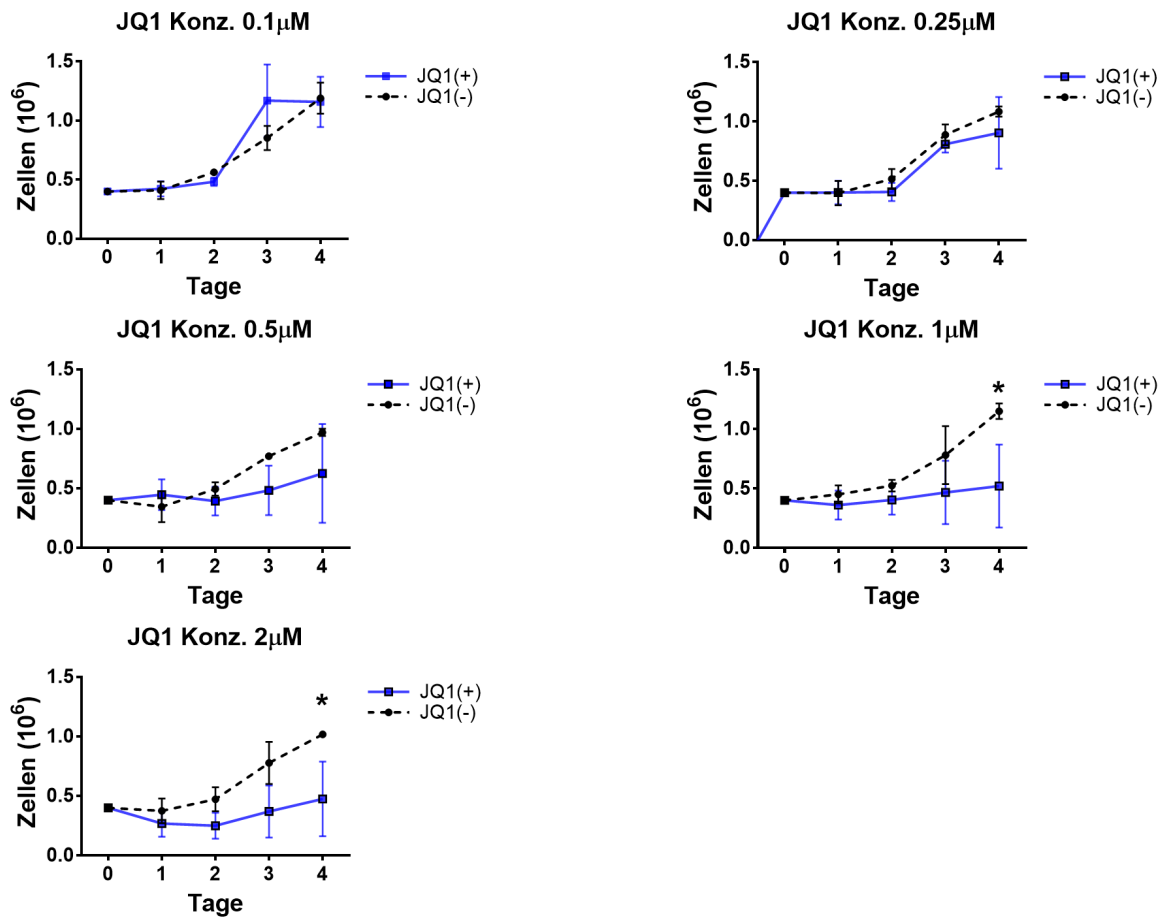 JQ1 Konz. 0.1μM
1.5
1.0
0.5
0.0
Zellen (10⁶)
0 1 2 3 4
Tage
JQ1(+)
JQ1(-)
JQ1 Konz. 0.25μM
1.5
1.0
0.5
0.0
Zellen (10⁶)
0 1 2 3 4
Tage
JQ1(+)
JQ1(-)
JQ1 Konz. 0.5μM
1.5
1.0
0.5
0.0
Zellen (10⁶)
0 1 2 3 4
Tage
JQ1(+)
JQ1(-)
JQ1 Konz. 1μM
1.5
1.0
0.5
0.0
Zellen (10⁶)
*
0 1 2 3 4
Tage
JQ1(+)
JQ1(-)
JQ1 Konz. 2μM
1.5
1.0
0.5
0.0
Zellen (10⁶)
*
0 1 2 3 4
Tage
JQ1(+)
JQ1(-)